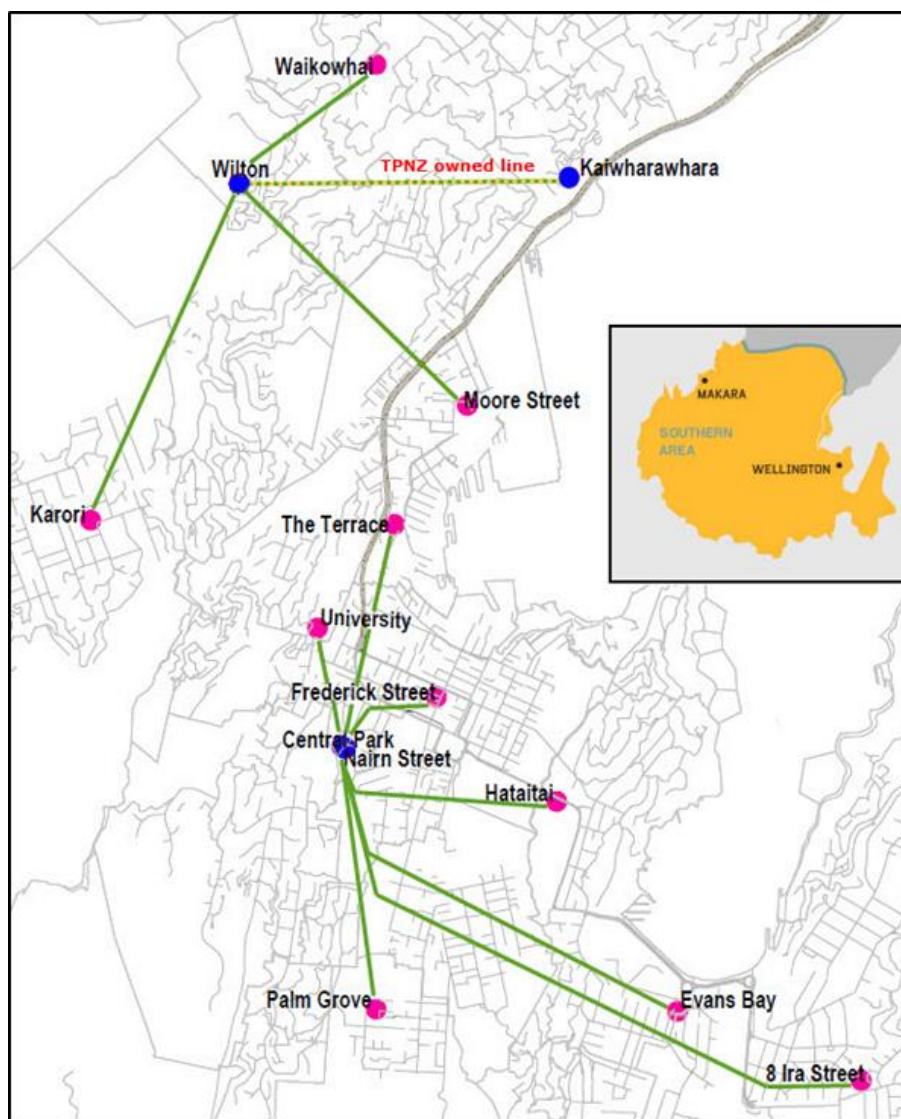 Waikowhai
Wilton
TPNZ owned line
Kaiwharawhara
Moore Street
MAKARA
SOUTHERN
AREA
WELLINGTON
Karori
The Terrace
University
Frederick Street
Central Park
Nairn Street
Hataitai
Palm Grove
Evans Bay
8 Ira Street